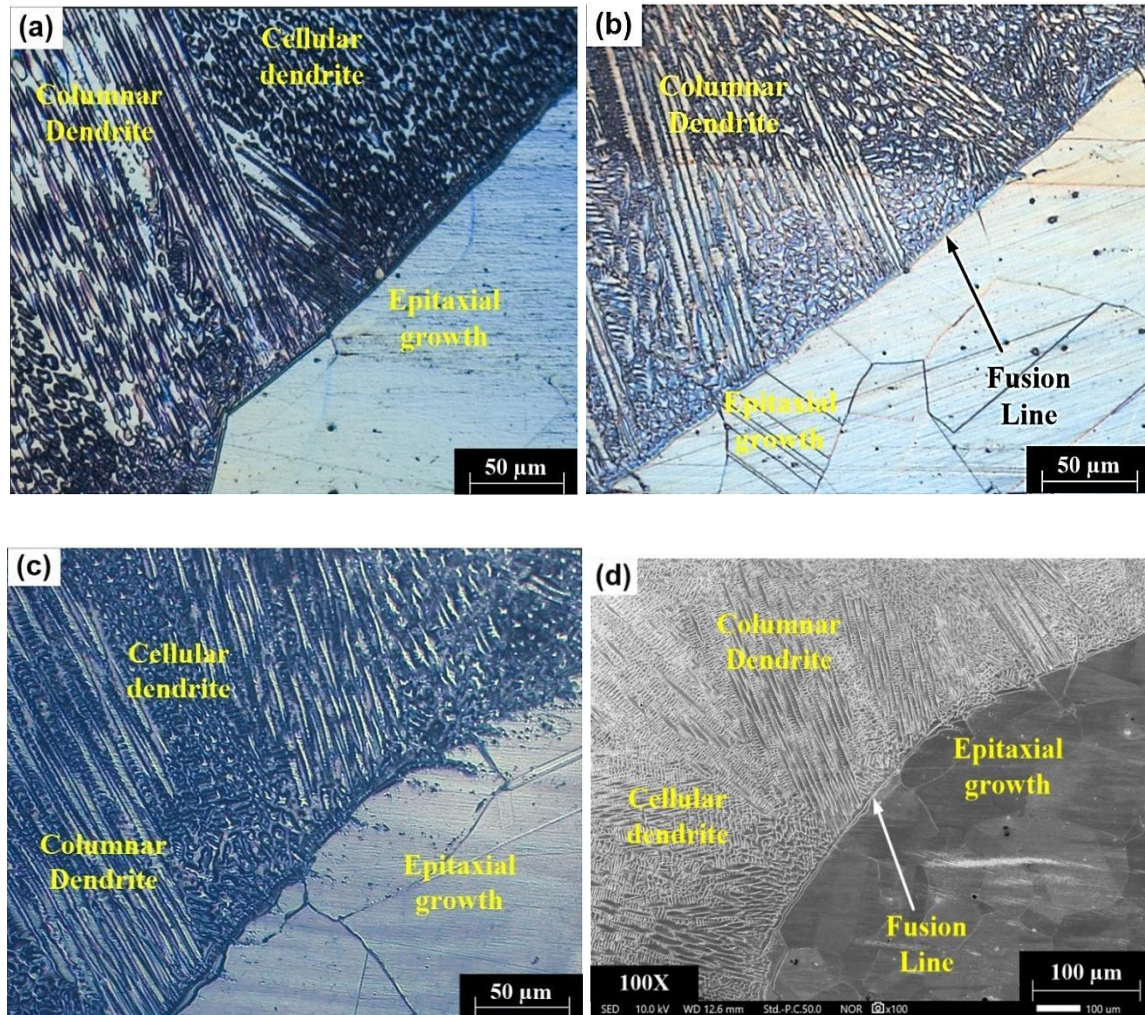 (a)
Cellular
dendrite
Columnar
Dendrite
Epitaxial
growth
50 µm
(b)
Columnar
Dendrite
Epitaxial
growth
Fusion
Line
50 µm
(c)
Cellular
dendrite
Columnar
Dendrite
Epitaxial
growth
50 µm
(d)
Columnar
Dendrite
Epitaxial
growth
Cellular
dendrite
Fusion
Line
100X
100 µm
SED 10.0 kV WD 12.6 mm Std.-P.C.50.0 NOR x100 100 um